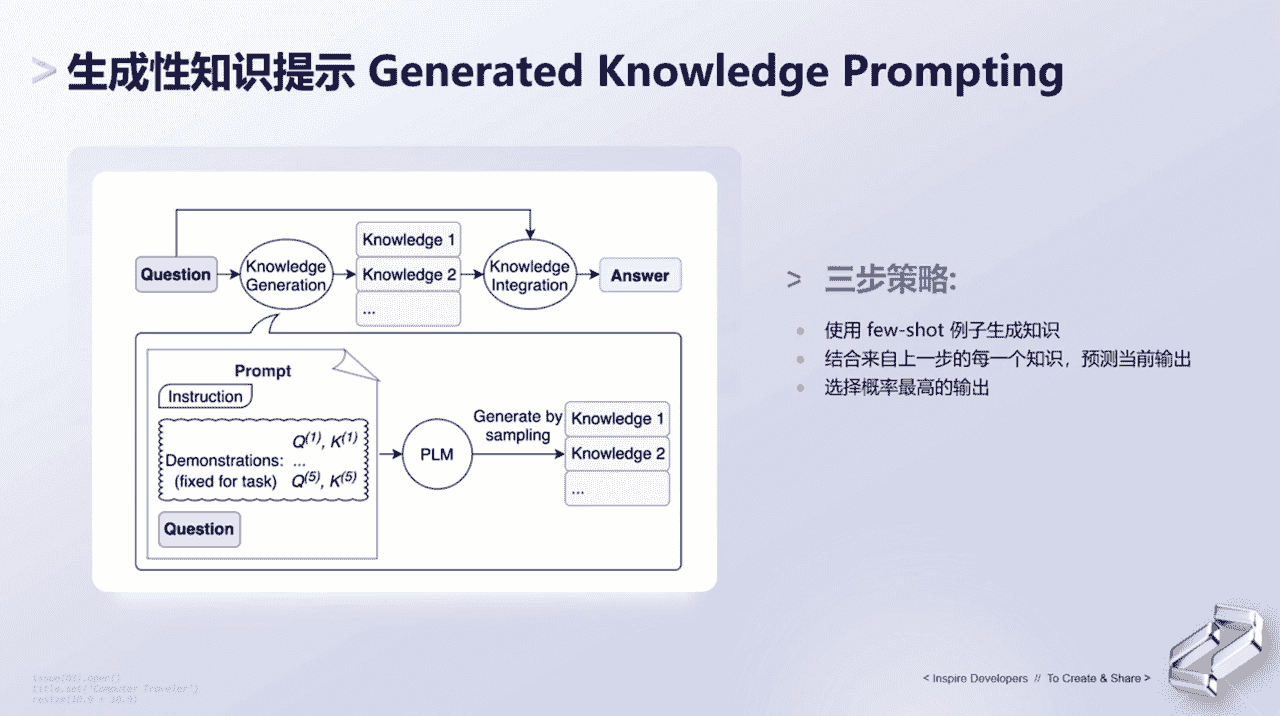 > 生成性知识提示 Generated Knowledge Prompting
Question
Knowledge
Generation
Knowledge 1
Knowledge 2
...
Knowledge
Integration
Answer
Prompt
Instruction
Q(1), K(1)
Demonstrations: ...
(fixed for task) Q(5), K(5)
Question
PLM
Generate by
sampling
Knowledge 1
Knowledge 2
...
> 三步策略:
• 使用 few-shot 例子生成知识
• 结合来自上一步的每一个知识，预测当前输出
• 选择概率最高的输出
title.set('Computer Traveler')
< Inspire Developers // To Create & Share >